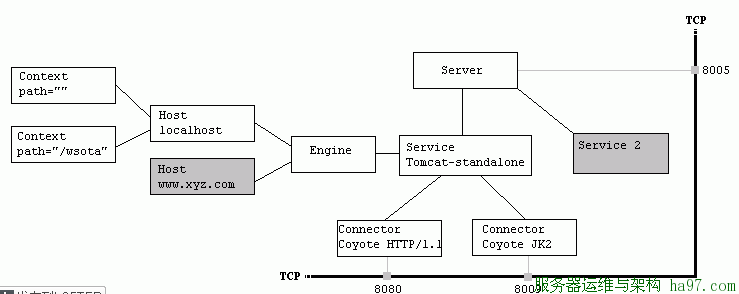 TCP
Server
8005
Context
path=""
Host
localhost
Context
path="/wsota"
Engine
Service
Tomcat-standalone
Service 2
Host
www.xyz.com
Connector
Coyote HTTP/1.1
Connector
Coyote JK2
TCP
8080
8009
服务器运维与架构 ha97.com